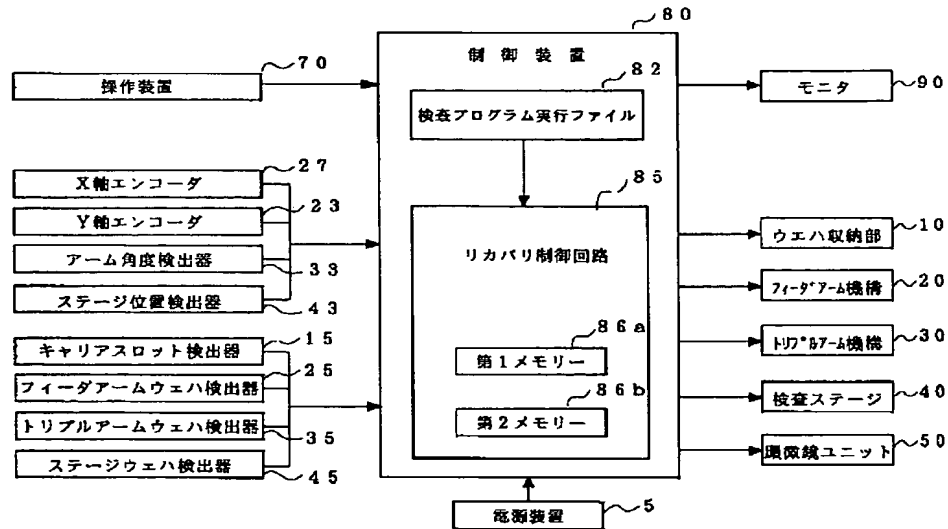 80
制御装置
70
操作装置
82
検査プログラム実行ファイル
モニタ
90
27
X軸エンコーダ
23
Y軸エンコーダ
アーム角度検出器
33
ステージ位置検出器
43
85
リカバリ制御回路
ウエハ収納部
10
フィーダアーム機構
20
トリプルアーム機構
30
検査ステージ
40
顕微鏡ユニット
50
15
キャリアスロット検出器
25
フィーダアームウェハ検出器
トリプルアームウェハ検出器
35
ステージウェハ検出器
45
86a
第1メモリー
86b
第2メモリー
電源装置
5